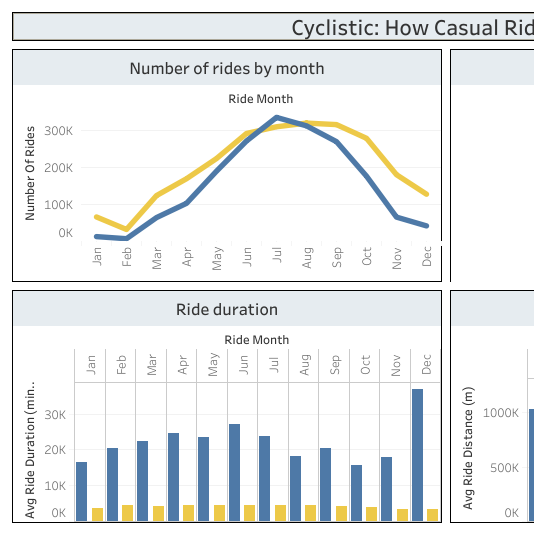 Cyclistic: How Casual Rid
Number of rides by month
Ride Month
Number Of Rides
300K
200K
100K
0K
Jan Feb Mar Apr May Jun Jul Aug Sep Oct Nov Dec
Ride duration
Ride Month
Jan Feb Mar Apr May Jun Jul Aug Sep Oct Nov Dec
Avg Ride Duration (min..
30K
20K
10K
0K
Avg Ride Distance (m)
1000K
500K
0K